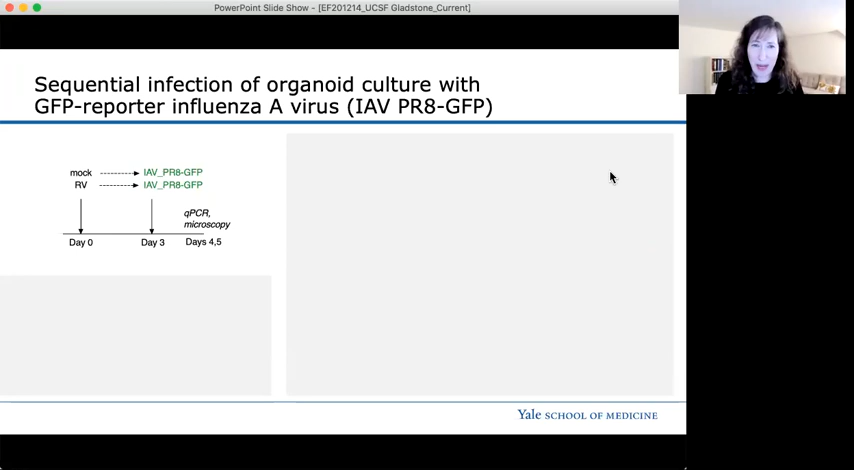 PowerPoint Slide Show - [EF201214_UCSF Gladstone_Current]
Sequential infection of organoid culture with
GFP-reporter influenza A virus (IAV PR8-GFP)
mock IAV_PR8-GFP
RV IAV_PR8-GFP
qPCR,
microscopy
Day 0 Day 3 Days 4,5
Yale SCHOOL OF MEDICINE